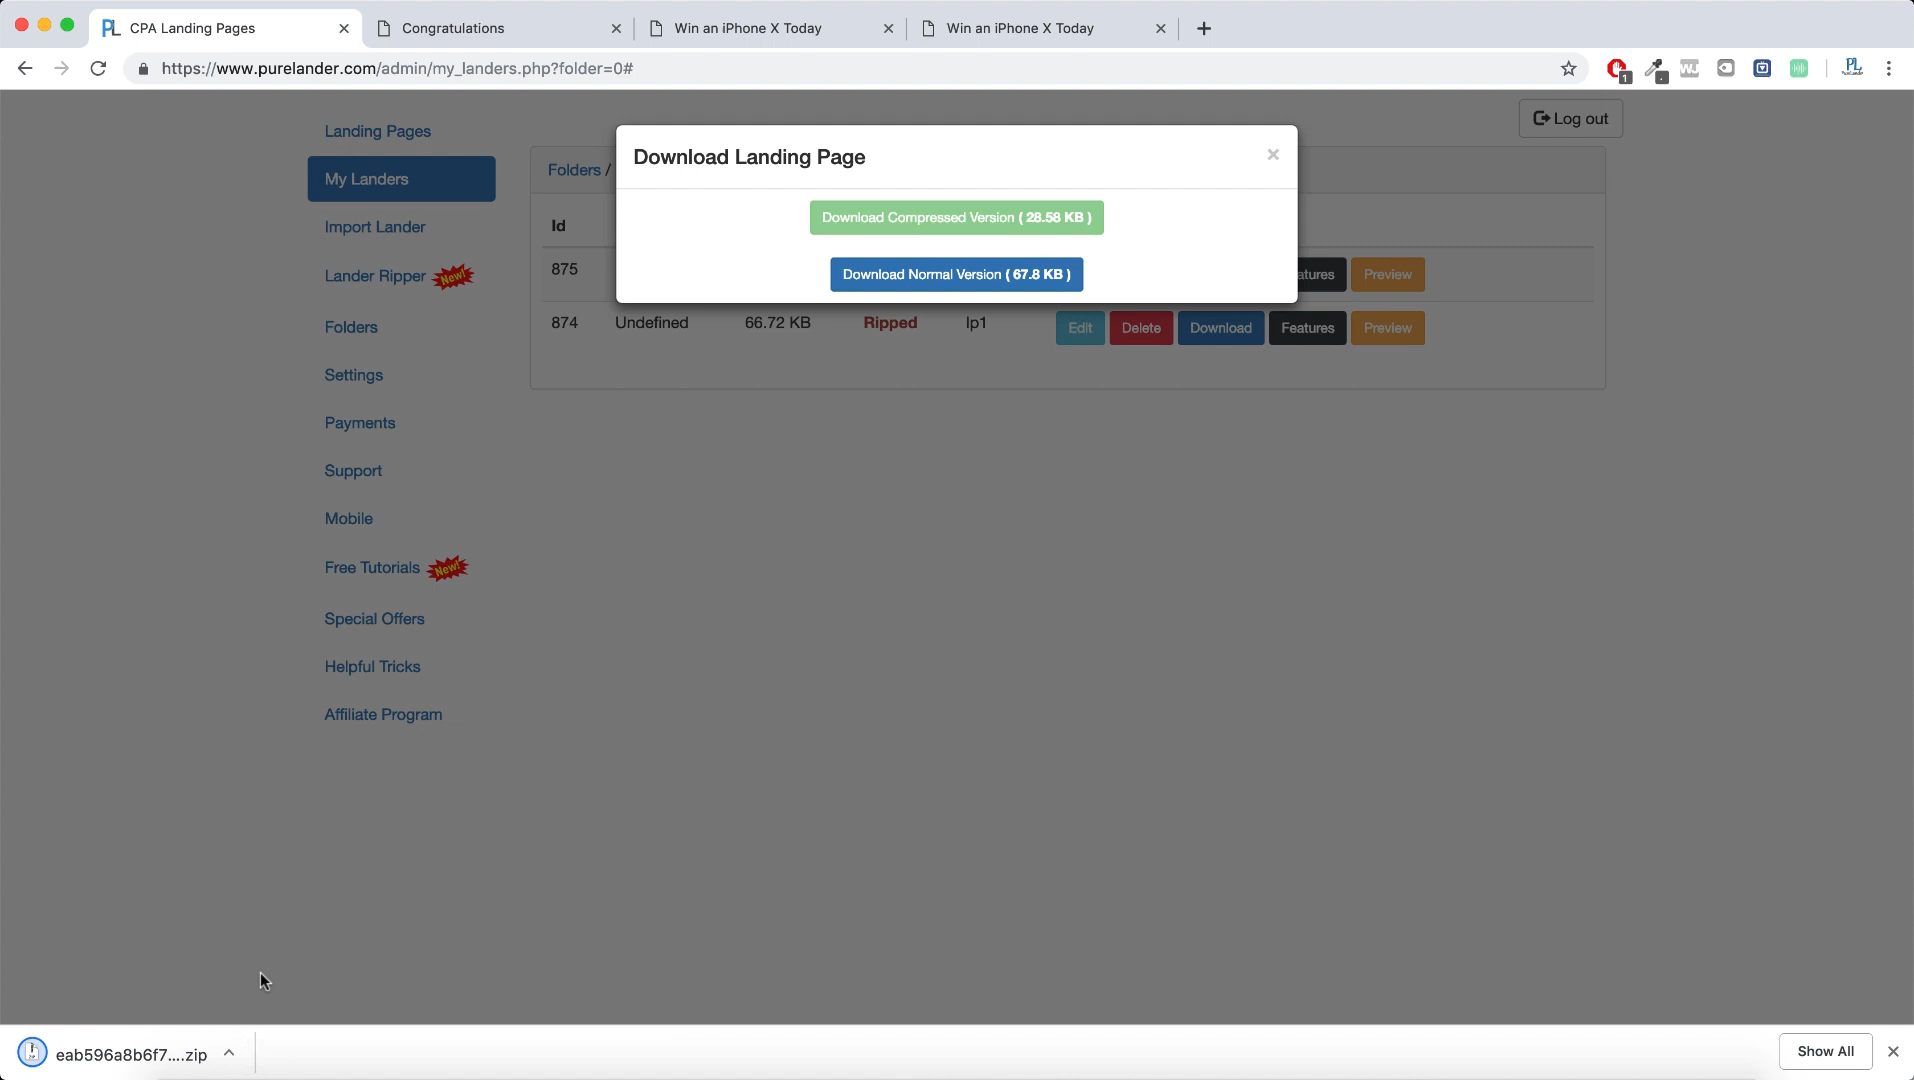 CPA Landing Pages
Congratulations
Win an iPhone X Today
Win an iPhone X Today
https://www.purelander.com/admin/my_landers.php?folder=0#
Log out
Landing Pages
My Landers
Import Lander
Lander Ripper New!
Folders
Settings
Payments
Support
Mobile
Free Tutorials New!
Special Offers
Helpful Tricks
Affiliate Program
Folders /
Download Landing Page
×
Download Compressed Version ( 28.58 KB )
Download Normal Version ( 67.8 KB )
Id
875
atures
Preview
874 Undefined 66.72 KB Ripped lp1 Edit Delete Download Features Preview
eab596a8b6f7....zip
Show All